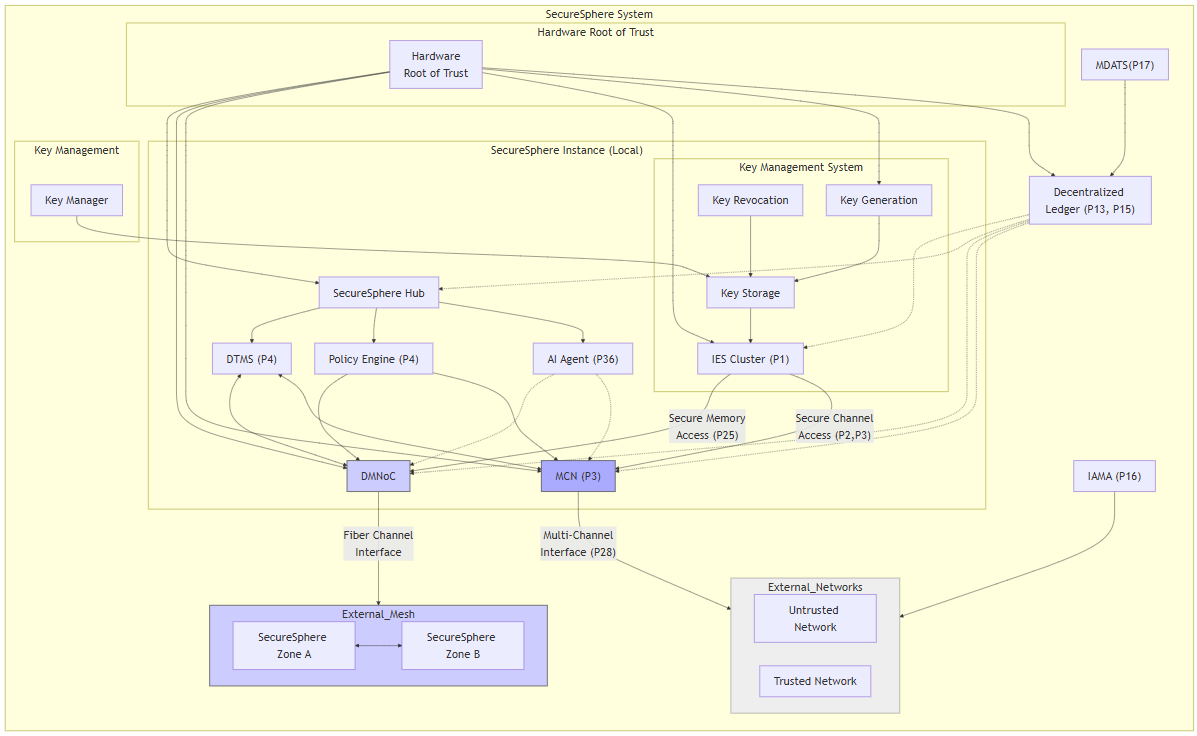 SecureSphere System
Hardware Root of Trust
Hardware
Root of Trust
MDATS(P17)
Key Management
Key Manager
SecureSphere Instance (Local)
Key Management System
Key Revocation
Key Generation
Decentralized
Ledger (P13, P15)
SecureSphere Hub
Key Storage
DTMS (P4)
Policy Engine (P4)
AI Agent (P36)
IES Cluster (P1)
Secure Memory
Access (P25)
Secure Channel
Access (P2,P3)
DMNoC
MCN (P3)
IAMA (P16)
Fiber Channel
Interface
Multi-Channel
Interface (P28)
External_Mesh
SecureSphere
Zone A
SecureSphere
Zone B
External_Networks
Untrusted
Network
Trusted Network